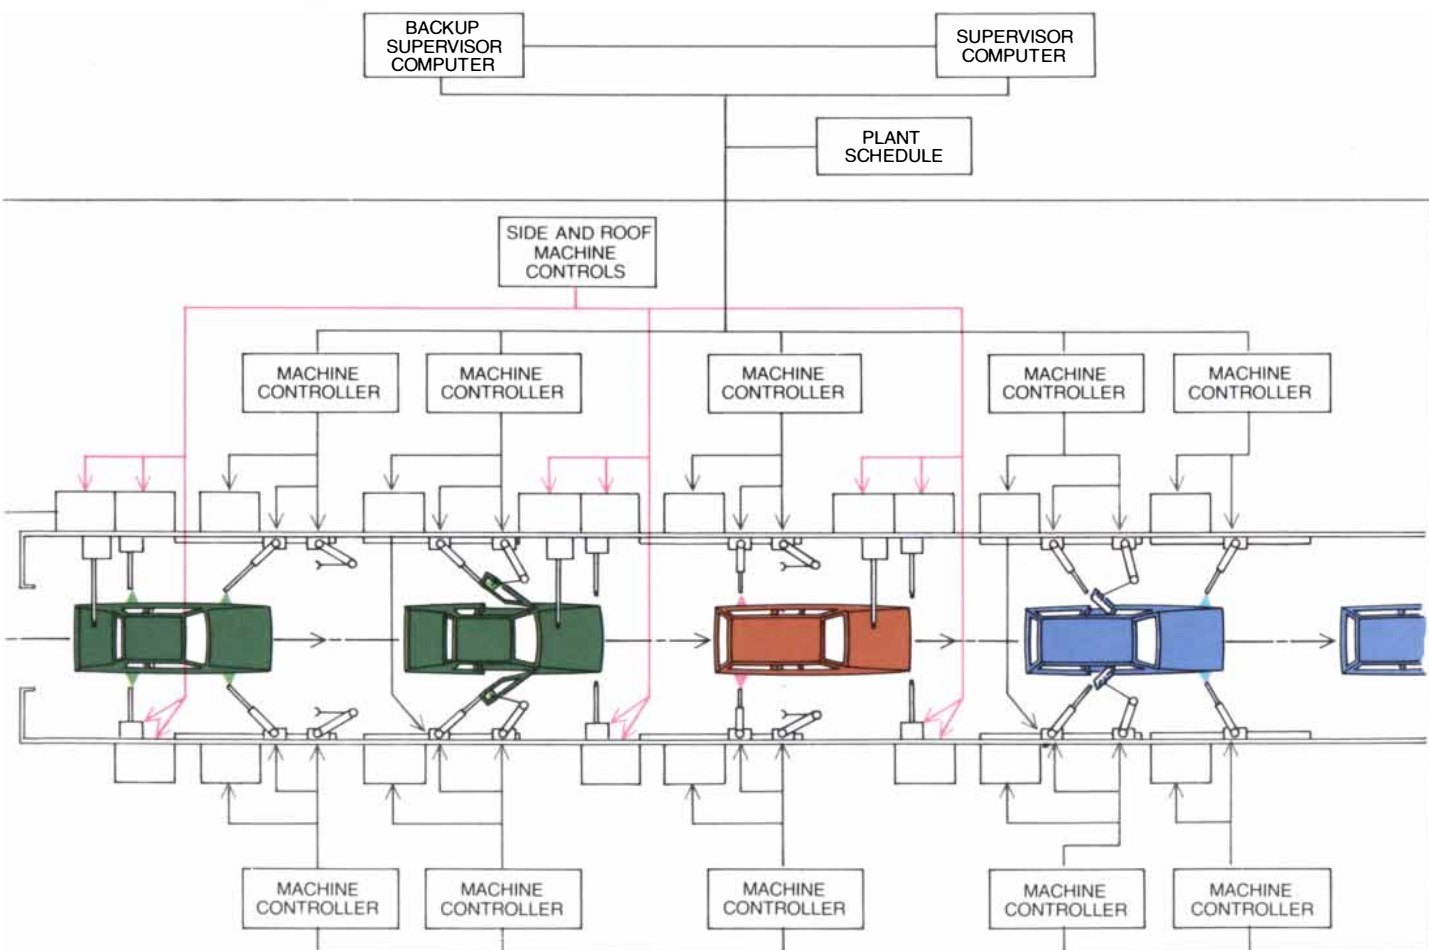 BACKUP
SUPERVISOR
COMPUTER
SUPERVISOR
COMPUTER
PLANT
SCHEDULE
SIDE AND ROOF
MACHINE
CONTROLS
MACHINE
CONTROLLER
MACHINE
CONTROLLER
MACHINE
CONTROLLER
MACHINE
CONTROLLER
MACHINE
CONTROLLER
MACHINE
CONTROLLER
MACHINE
CONTROLLER
MACHINE
CONTROLLER
MACHINE
CONTROLLER
MACHINE
CONTROLLER